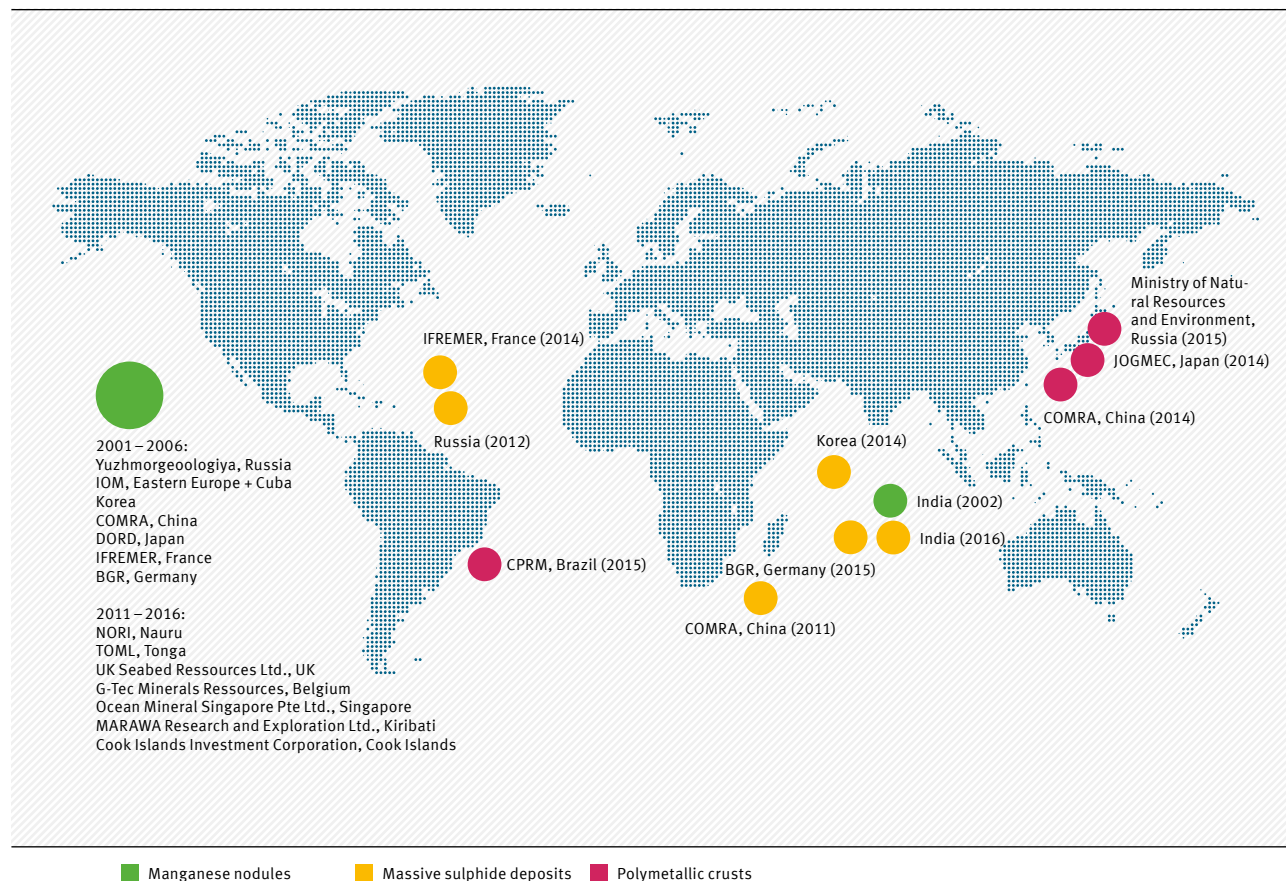 Ministry of Natu-
ral Resources
and Environment,
Russia (2015)
IFREMER, France (2014)
JOGMEC, Japan (2014)
COMRA, China (2014)
Russia (2012)
Korea (2014)
2001–2006:
Yuzhmorgeoologiya, Russia
IOM, Eastern Europe + Cuba
Korea
COMRA, China
DORD, Japan
IFREMER, France
BGR, Germany
India (2002)
India (2016)
CPRM, Brazil (2015)
BGR, Germany (2015)
COMRA, China (2011)
2011–2016:
NORI, Nauru
TOML, Tonga
UK Seabed Ressources Ltd., UK
G-Tec Minerals Ressources, Belgium
Ocean Mineral Singapore Pte Ltd., Singapore
MARAWA Research and Exploration Ltd., Kiribati
Cook Islands Investment Corporation, Cook Islands
Manganese nodules
Massive sulphide deposits
Polymetallic crusts